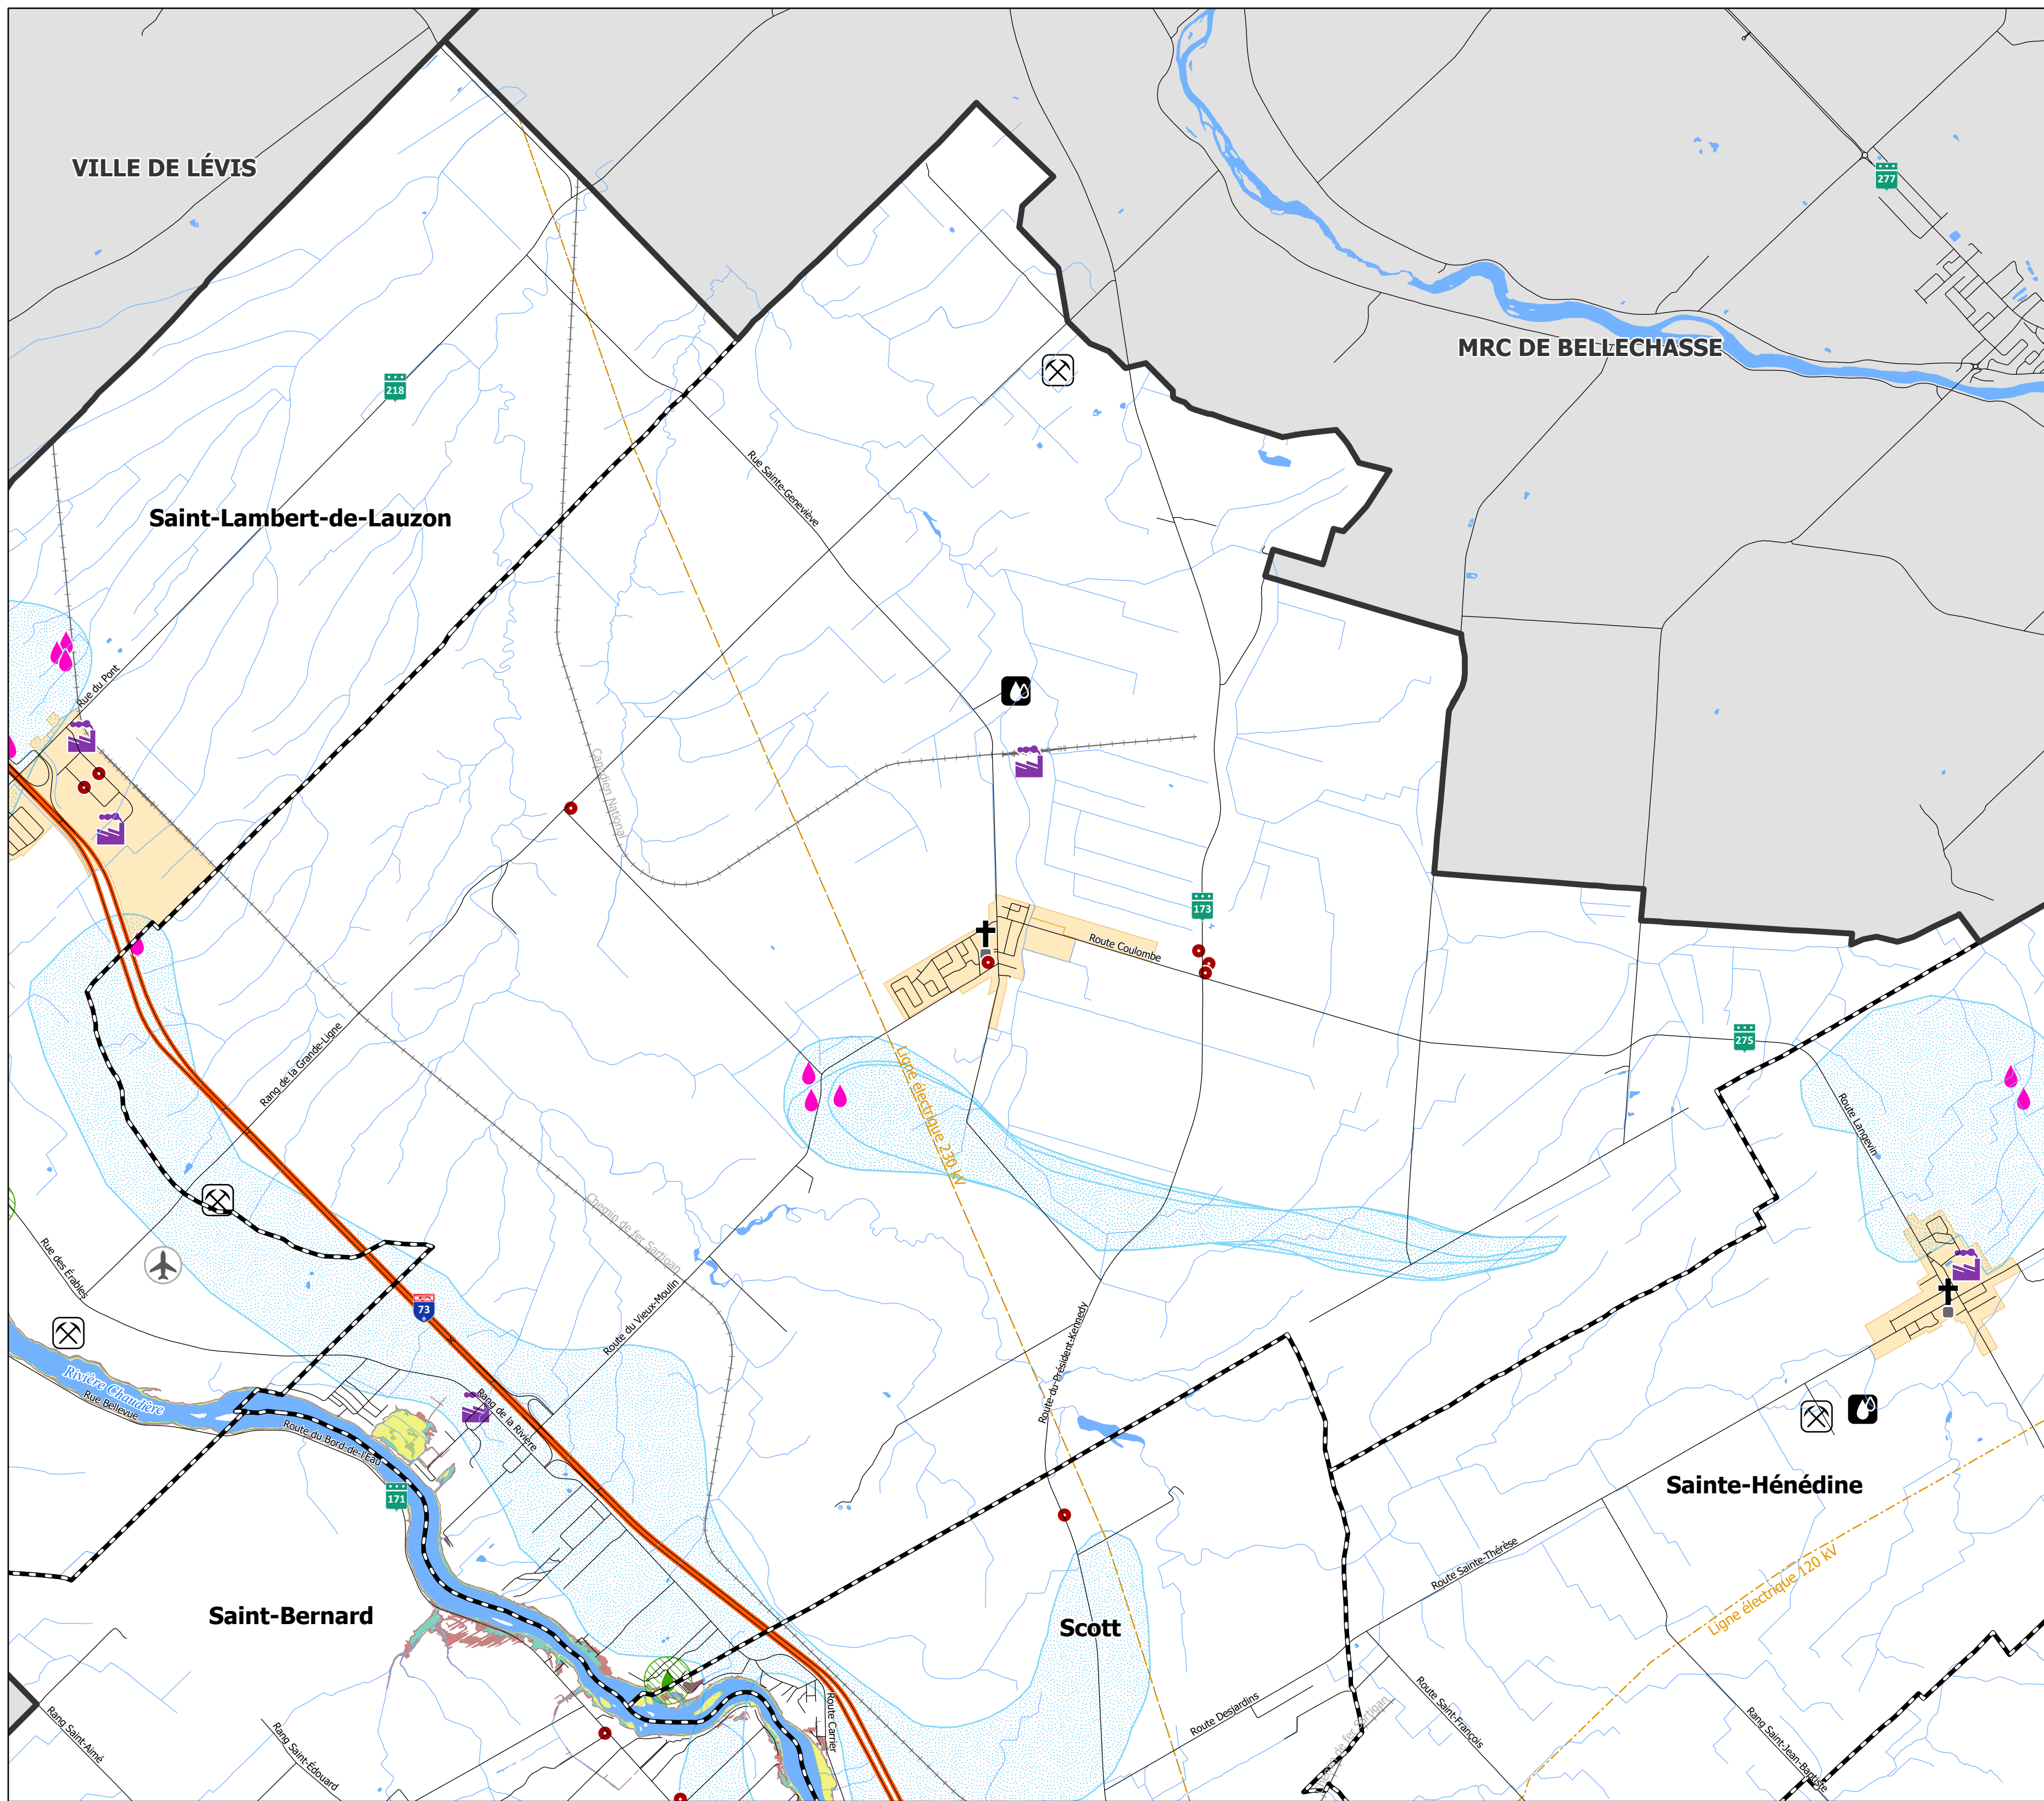 VILLE DE LÉVIS
277
MRC DE BELLECHASSE
218
Rue Sainte-Geneviève
Saint-Lambert-de-Lauzon
Rue du Pont
Canadien National
173
Route Coulombe
275
Rang de la Grande-Ligne
Ligne électrique 230 kV
Route Langevin
Chemin de fer Sartigan
Rue des Érables
73
Route du Vieux-Moulin
Route du Président-Kennedy
Rivière Chaudière
Rue Bellevue
Rang de la Rivière
Route du Bord-de-l'Eau
171
Sainte-Hénédine
Route Sainte-Thérèse
Ligne électrique 120 kV
Saint-Bernard
Scott
Route Desjardins
Route Saint-François
Route Carrier
Rang Saint-Aimé
Rang Saint-Édouard
Rang Saint-Jean-Baptiste
de fer Sartigan